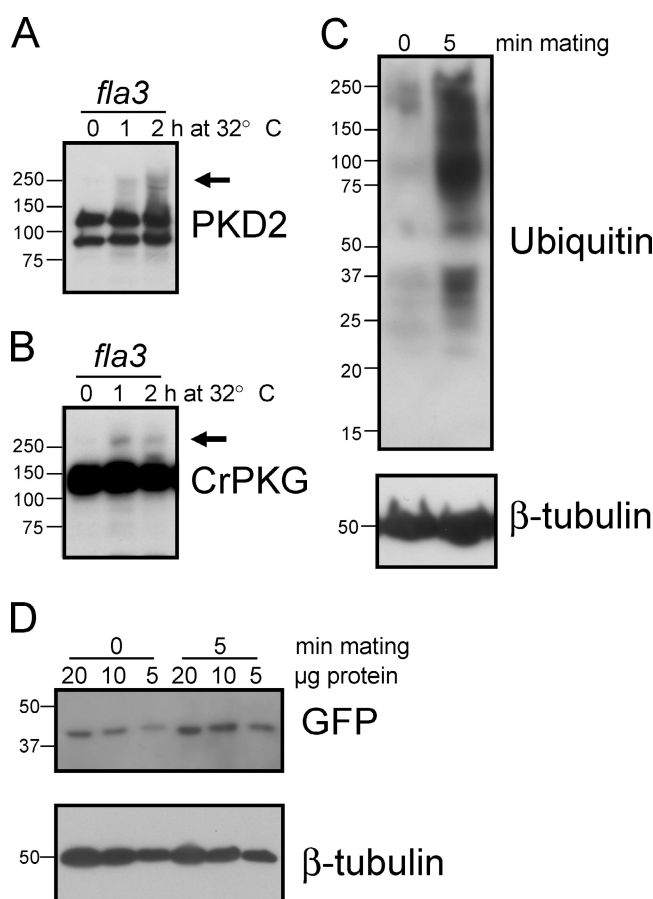 A
fla3
0 1 2 h at 32° C
250
150
100
75
PKD2
B
fla3
0 1 2 h at 32° C
250
150
100
75
CrPKG
C
0 5 min mating
250
150
100
75
50
37
25
20
15
Ubiquitin
50
β-tubulin
D
0 5 min mating
20 10 5 20 10 5 µg protein
50
37
GFP
50
β-tubulin